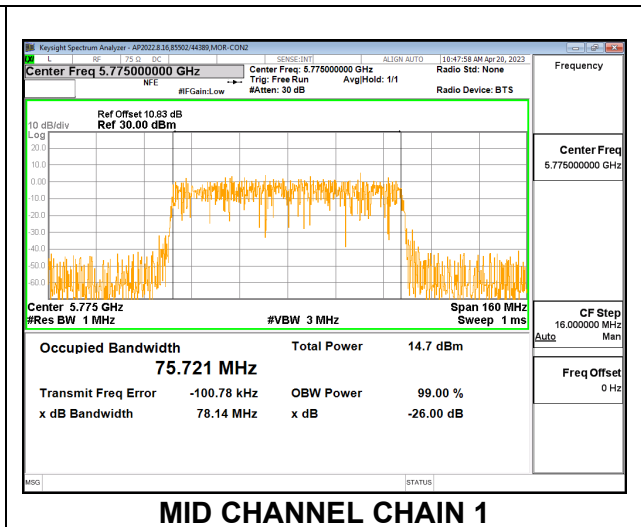 Keysight Spectrum Analyzer - AP2022.8.16,85502/44389,MOR-CON2
L RF 75 Ω DC SENSE:INT ALIGN AUTO 10:47:58 AM Apr 20, 2023
Center Freq 5.775000000 GHz Center Freq: 5.775000000 GHz Radio Std: None Frequency
NFE Trig: Free Run Avg|Hold: 1/1
#IFGain:Low #Atten: 30 dB Radio Device: BTS
Ref Offset 10.83 dB
10 dB/div Ref 30.00 dBm
Log
20.0
10.0
0.00
-10.0
-20.0
-30.0
-40.0
-50.0
-60.0
Center Freq
5.775000000 GHz
Center 5.775 GHz Span 160 MHz
#Res BW 1 MHz #VBW 3 MHz Sweep 1 ms
CF Step
16.000000 MHz
Auto Man
Occupied Bandwidth Total Power 14.7 dBm
75.721 MHz
Freq Offset
0 Hz
Transmit Freq Error -100.78 kHz OBW Power 99.00 %
x dB Bandwidth 78.14 MHz x dB -26.00 dB
MSG STATUS
MID CHANNEL CHAIN 1